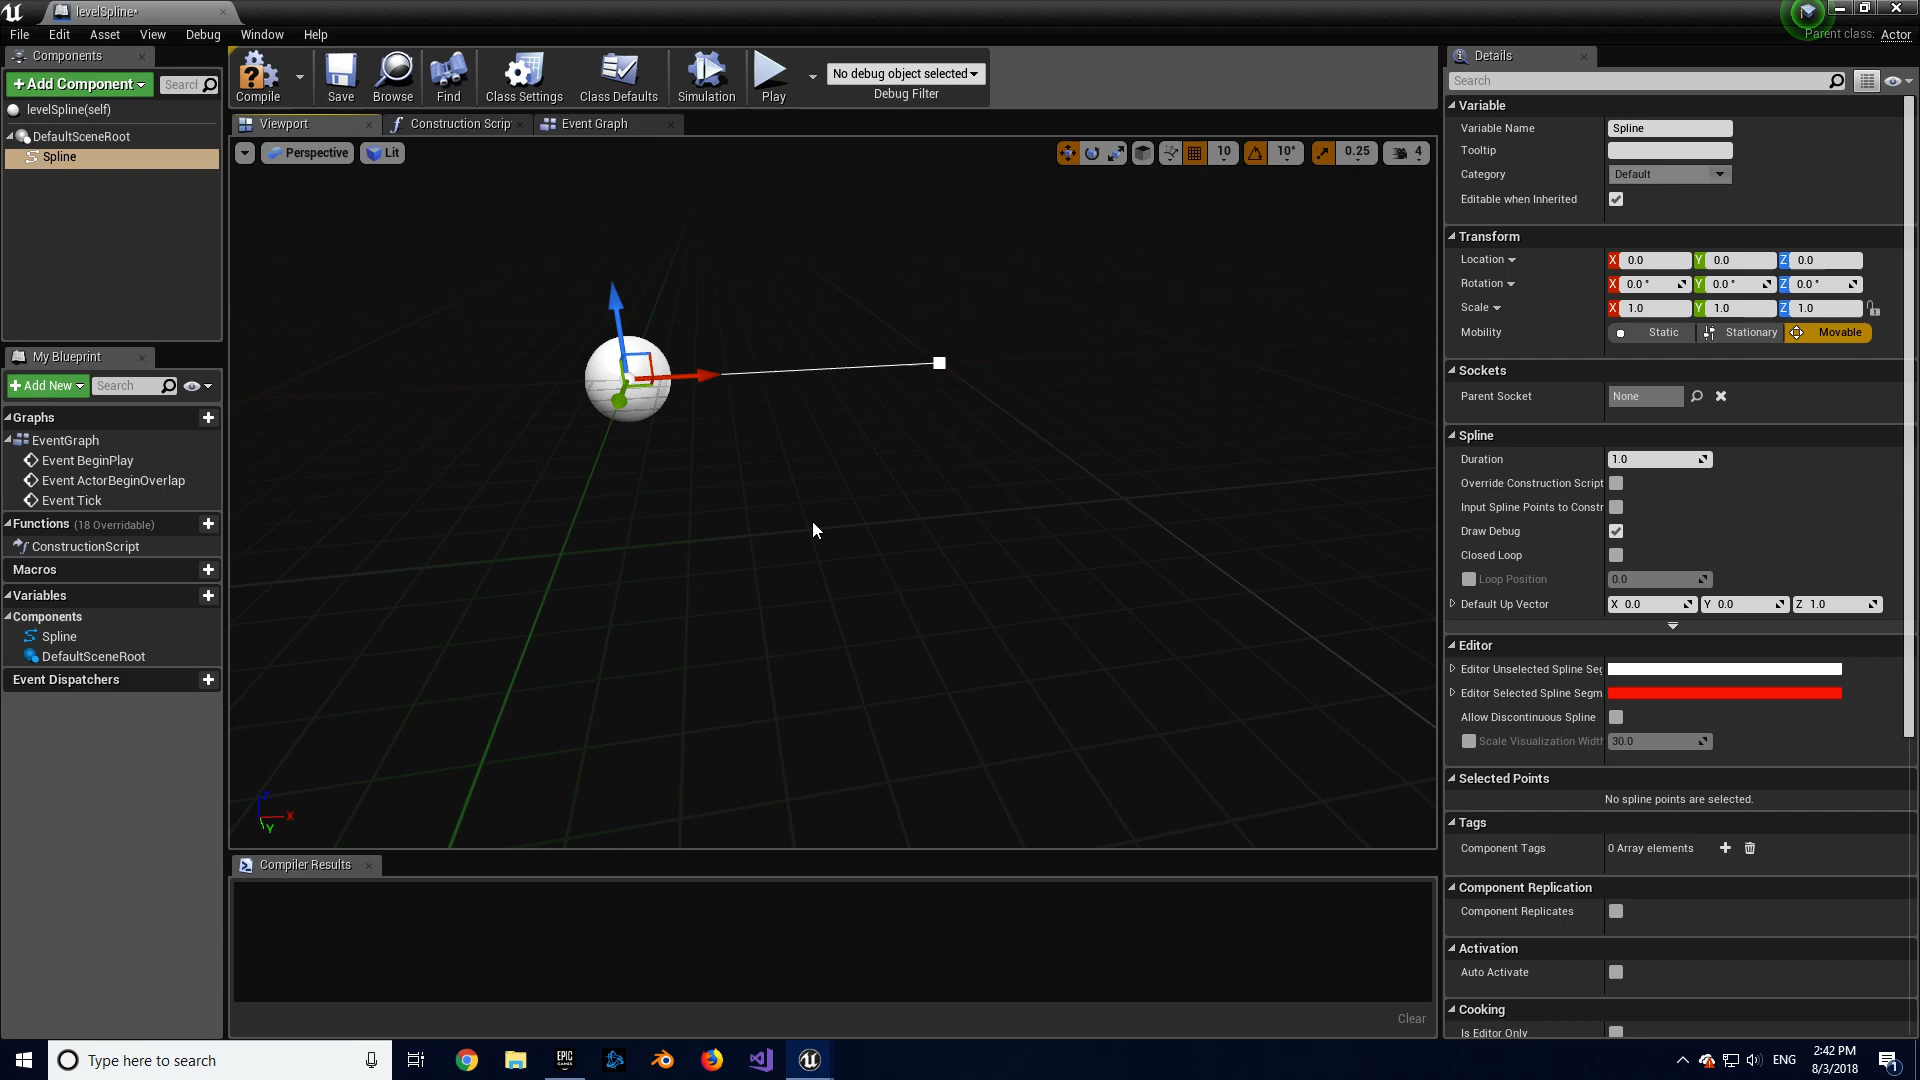 levelSpline*
File Edit Asset View Debug Window Help
Parent class: Actor
Components
+Add Component
Search
levelSpline(self)
DefaultSceneRoot
Spline
My Blueprint
+Add New
Search
Graphs
EventGraph
Event BeginPlay
Event ActorBeginOverlap
Event Tick
Functions (18 Overridable)
ConstructionScript
Macros
Variables
Components
Spline
DefaultSceneRoot
Event Dispatchers
Compile
Save
Browse
Find
Class Settings
Class Defaults
Simulation
Play
No debug object selected
Debug Filter
Viewport
Construction Scrip
Event Graph
Perspective
Lit
10
10°
0.25
4
Z
X
Y
Compiler Results
Clear
Details
Search
Variable
Variable Name Spline
Tooltip
Category Default
Editable when Inherited
Transform
Location X 0.0 Y 0.0 Z 0.0
Rotation X 0.0 ° Y 0.0 ° Z 0.0 °
Scale X 1.0 Y 1.0 Z 1.0
Mobility Static Stationary Movable
Sockets
Parent Socket None
Spline
Duration 1.0
Override Construction Script
Input Spline Points to Constr
Draw Debug
Closed Loop
Loop Position 0.0
Default Up Vector X 0.0 Y 0.0 Z 1.0
Editor
Editor Unselected Spline Seg
Editor Selected Spline Segm
Allow Discontinuous Spline
Scale Visualization Width 30.0
Selected Points
No spline points are selected.
Tags
Component Tags 0 Array elements
Component Replication
Component Replicates
Activation
Auto Activate
Cooking
Is Editor Only
Type here to search
EPIC GAMES
ENG
2:42 PM
8/3/2018
1